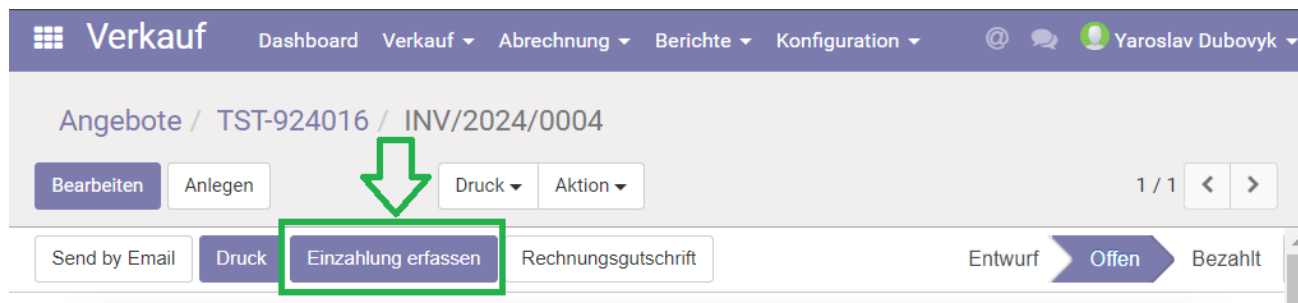 Verkauf Dashboard Verkauf Abrechnung Berichte Konfiguration @ Yaroslav Dubovyk
Angebote / TST-924016 / INV/2024/0004
Bearbeiten Anlegen Druck Aktion 1 / 1
Send by Email Druck Einzahlung erfassen Rechnungsgutschrift Entwurf Offen Bezahlt